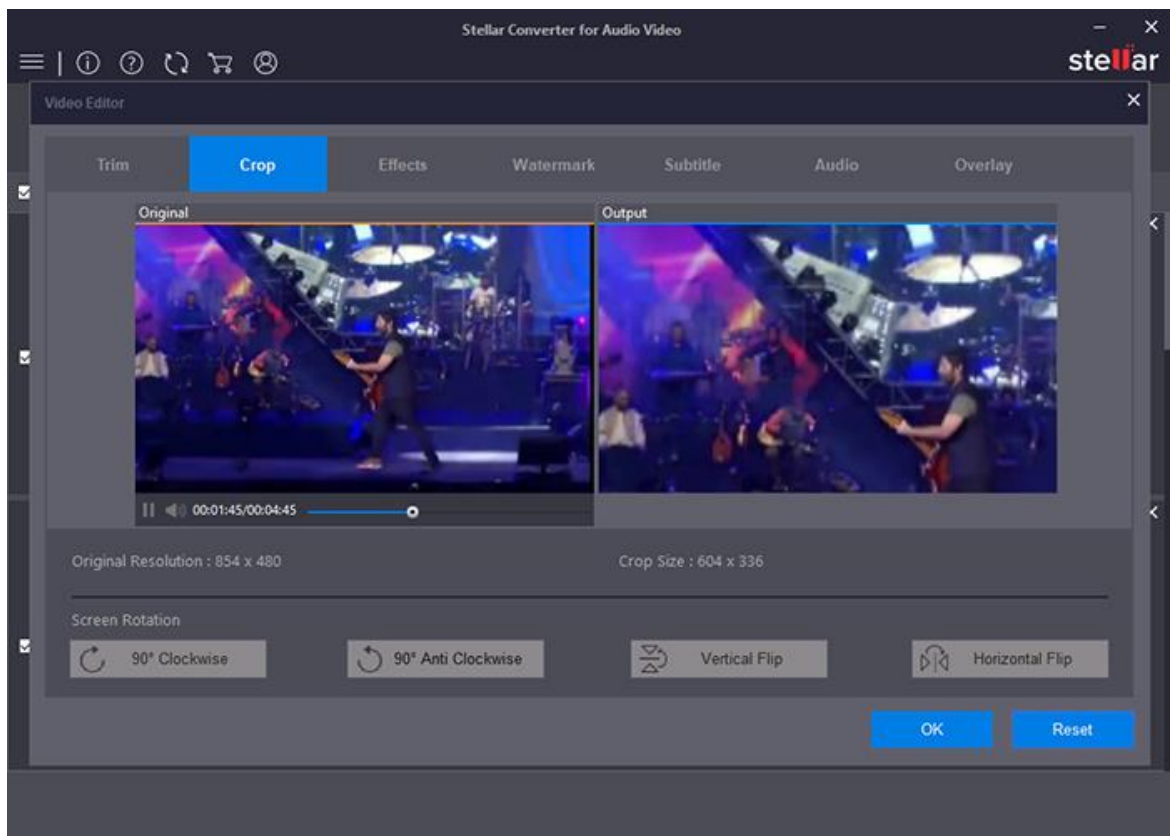 Stellar Converter for Audio Video
stellar
Video Editor
Trim Crop Effects Watermark Subtitle Audio Overlay
Original Output
00:01:45/00:04:45
Original Resolution : 854 x 480 Crop Size : 604 x 336
Screen Rotation
90° Clockwise 90° Anti Clockwise Vertical Flip Horizontal Flip
OK Reset